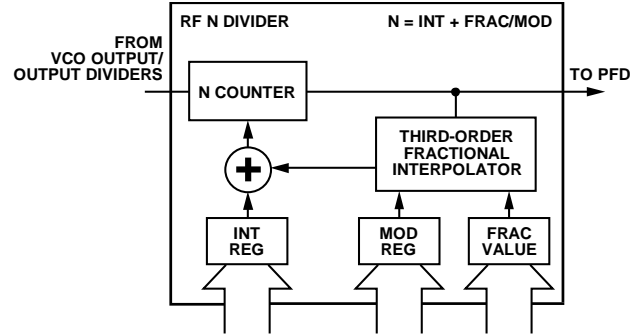 RF N DIVIDER
N = INT + FRAC/MOD
FROM
VCO OUTPUT/
OUTPUT DIVIDERS
N COUNTER
TO PFD
THIRD-ORDER
FRACTIONAL
INTERPOLATOR
+
INT
REG
MOD
REG
FRAC
VALUE